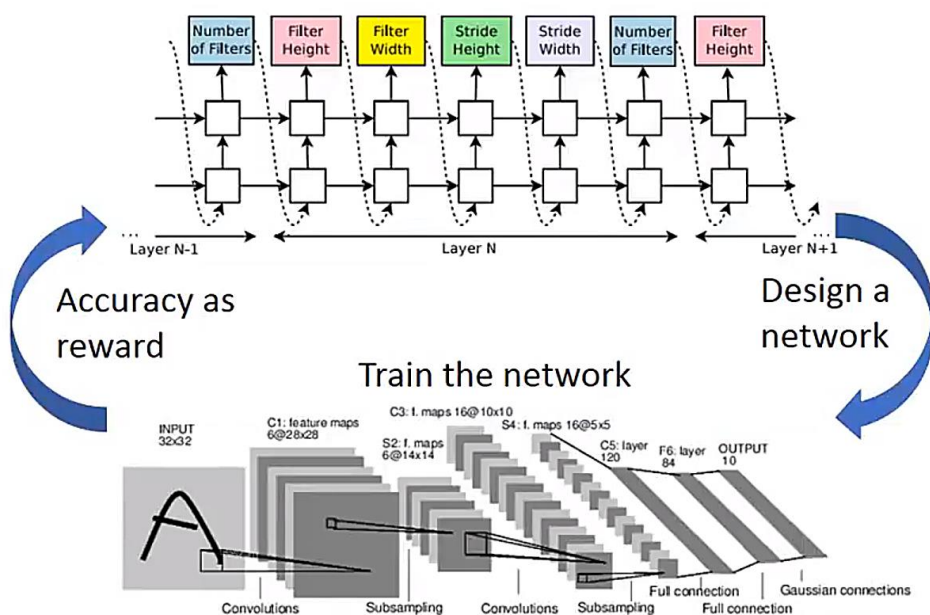 Number
of Filters
Filter
Height
Filter
Width
Stride
Height
Stride
Width
Number
of Filters
Filter
Height
...
Layer N-1
Layer N
...
Layer N+1
Accuracy as
reward
Design a
network
Train the network
INPUT
32x32
C1: feature maps
6@28x28
S2: f. maps
6@14x14
C3: f. maps 16@10x10
S4: f. maps 16@5x5
C5: layer
120
F6: layer
84
OUTPUT
10
Convolutions
Subsampling
Convolutions
Subsampling
Full connection
Full connection
Gaussian connections